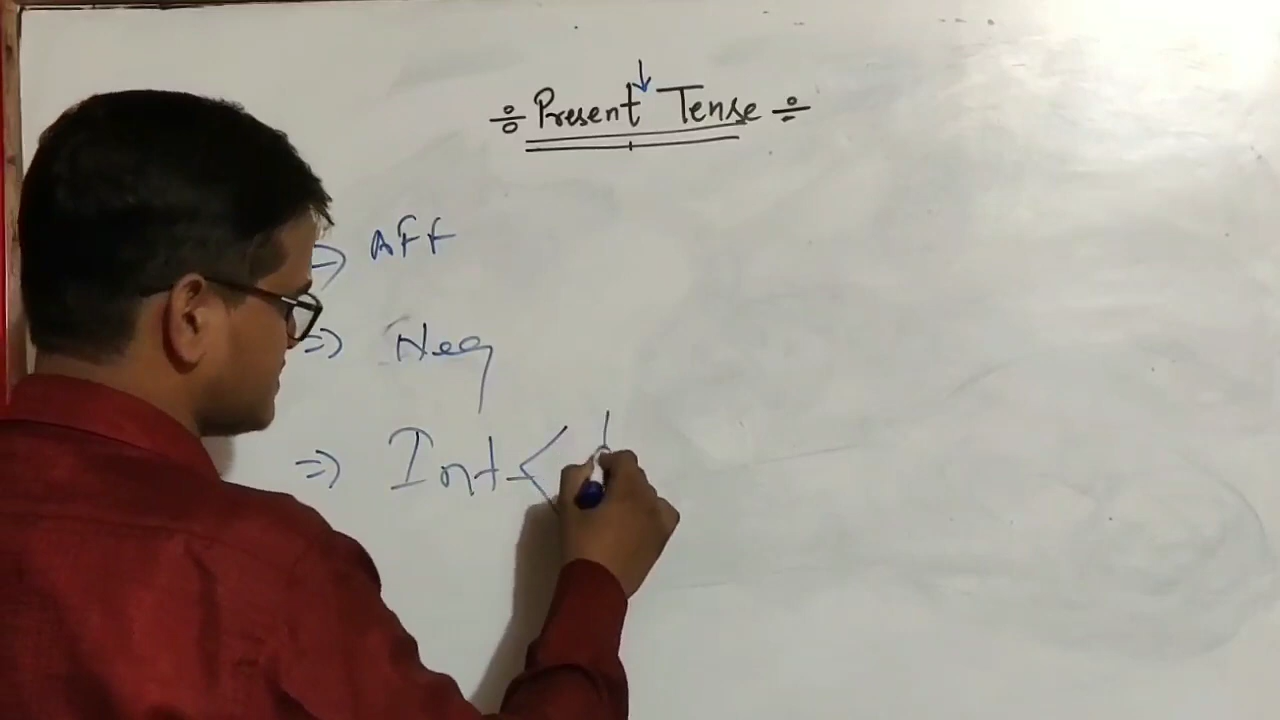 ÷ Present Tense ÷
⇒ Aff
⇒ Neg
⇒ Int <